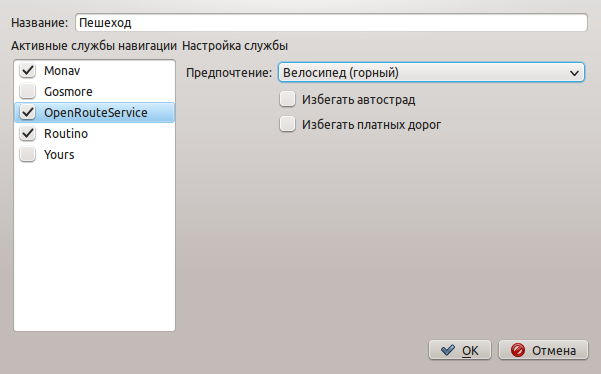 Название: Пешеход
Активные службы навигации Настройка службы
Monav
Gosmore
OpenRouteService
Routino
Yours
Предпочтение: Велосипед (горный)
Избегать автострад
Избегать платных дорог
OK Отмена